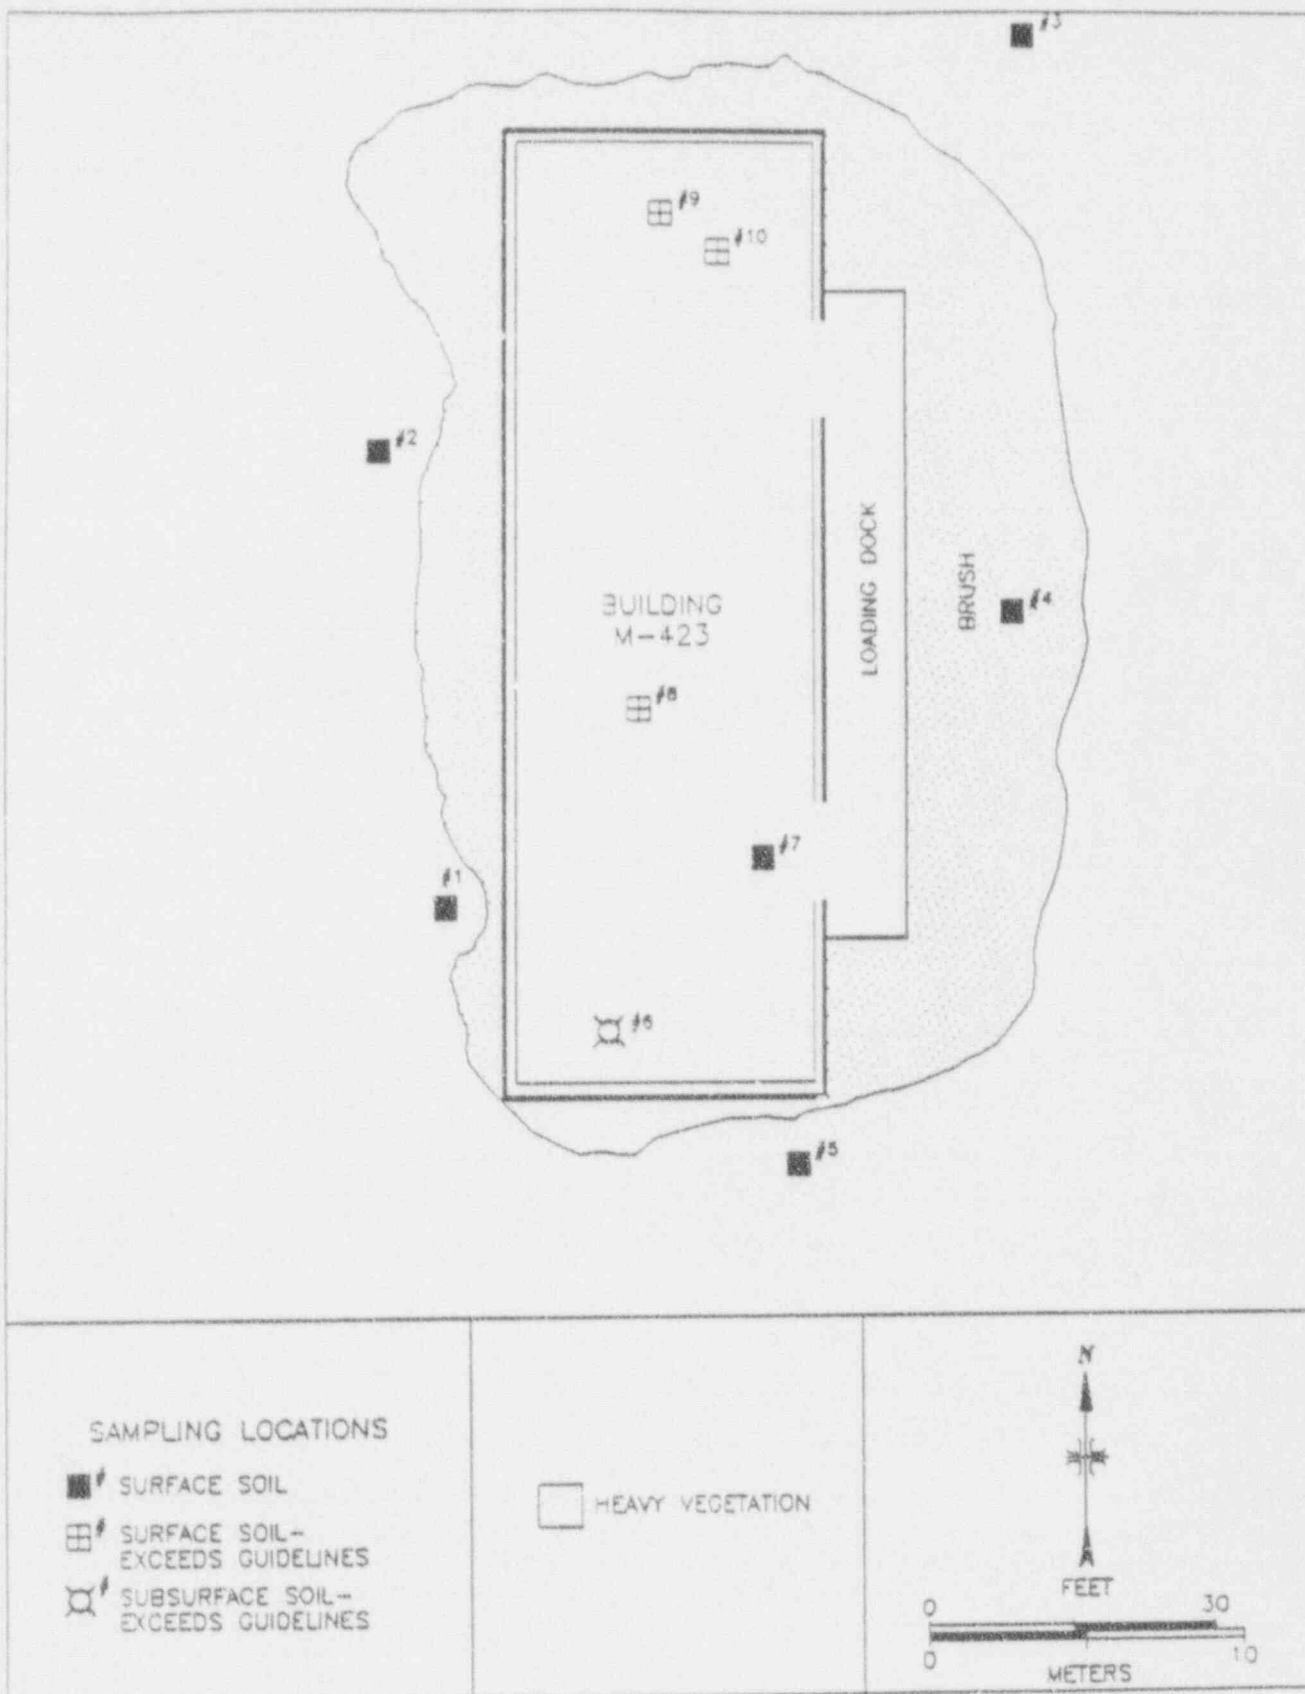 #3
#9
#10
#2
BUILDING
M-423
LOADING DOCK
BRUSH
#4
#8
#7
#1
#6
#5
SAMPLING LOCATIONS
# SURFACE SOIL
# SURFACE SOIL-
EXCEEDS GUIDELINES
# SUBSURFACE SOIL-
EXCEEDS GUIDELINES
HEAVY VEGETATION
N
FEET
0 30
0 10
METERS